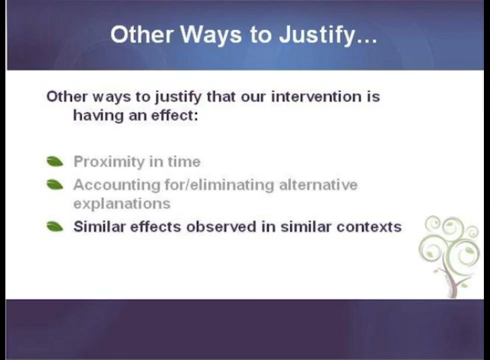 Other Ways to Justify...
Other ways to justify that our intervention is
having an effect:
Proximity in time
Accounting for/eliminating alternative
explanations
Similar effects observed in similar contexts